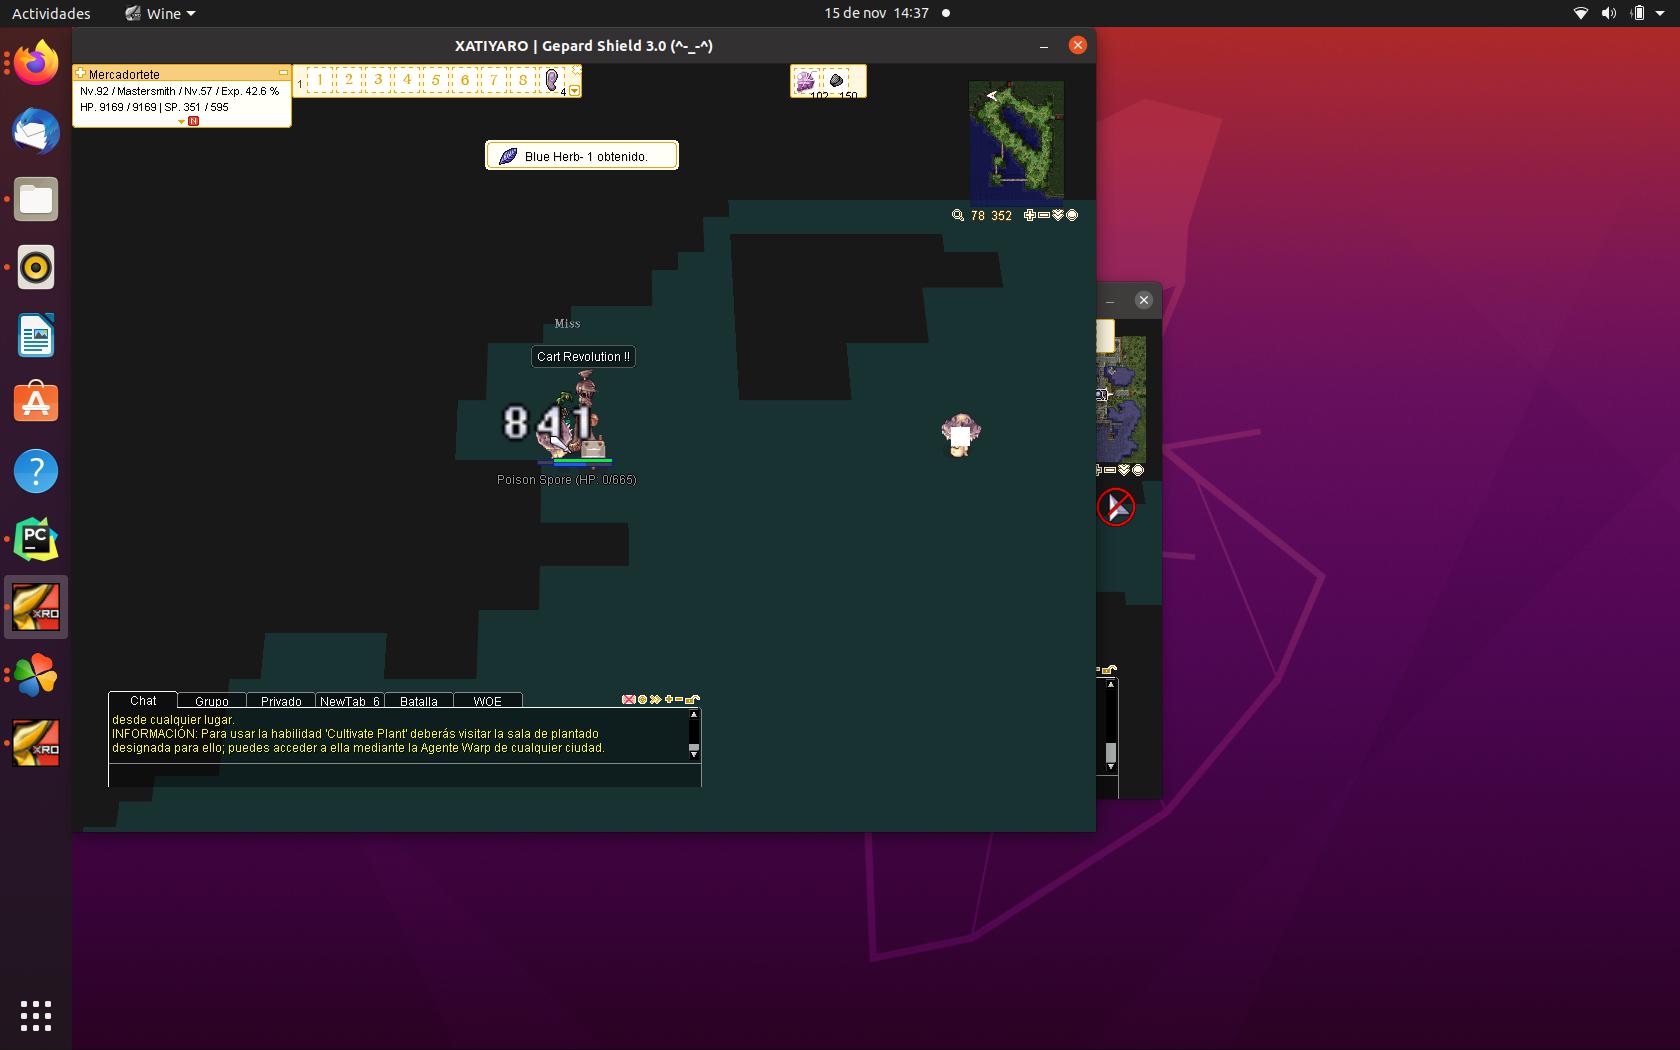 Actividades
Wine
15 de nov 14:37
XATIYARO | Gepard Shield 3.0 (^-_-^)
Mercadortete
Nv.92 / Mastersmith / Nv.57 / Exp. 42.6 %
HP. 9169 / 9169 | SP. 351 / 595
N
1
1 2 3 4 5 6 7 8
4
102 150
Blue Herb- 1 obtenido.
78 352
Miss
Cart Revolution !!
841
Poison Spore (HP: 0/665)
Chat
Grupo
Privado
NewTab_6
Batalla
WOE
desde cualquier lugar.
INFORMACIÓN: Para usar la habilidad 'Cultivate Plant' deberás visitar la sala de plantado
designada para ello; puedes acceder a ella mediante la Agente Warp de cualquier ciudad.
?
PC
XRO
XRO